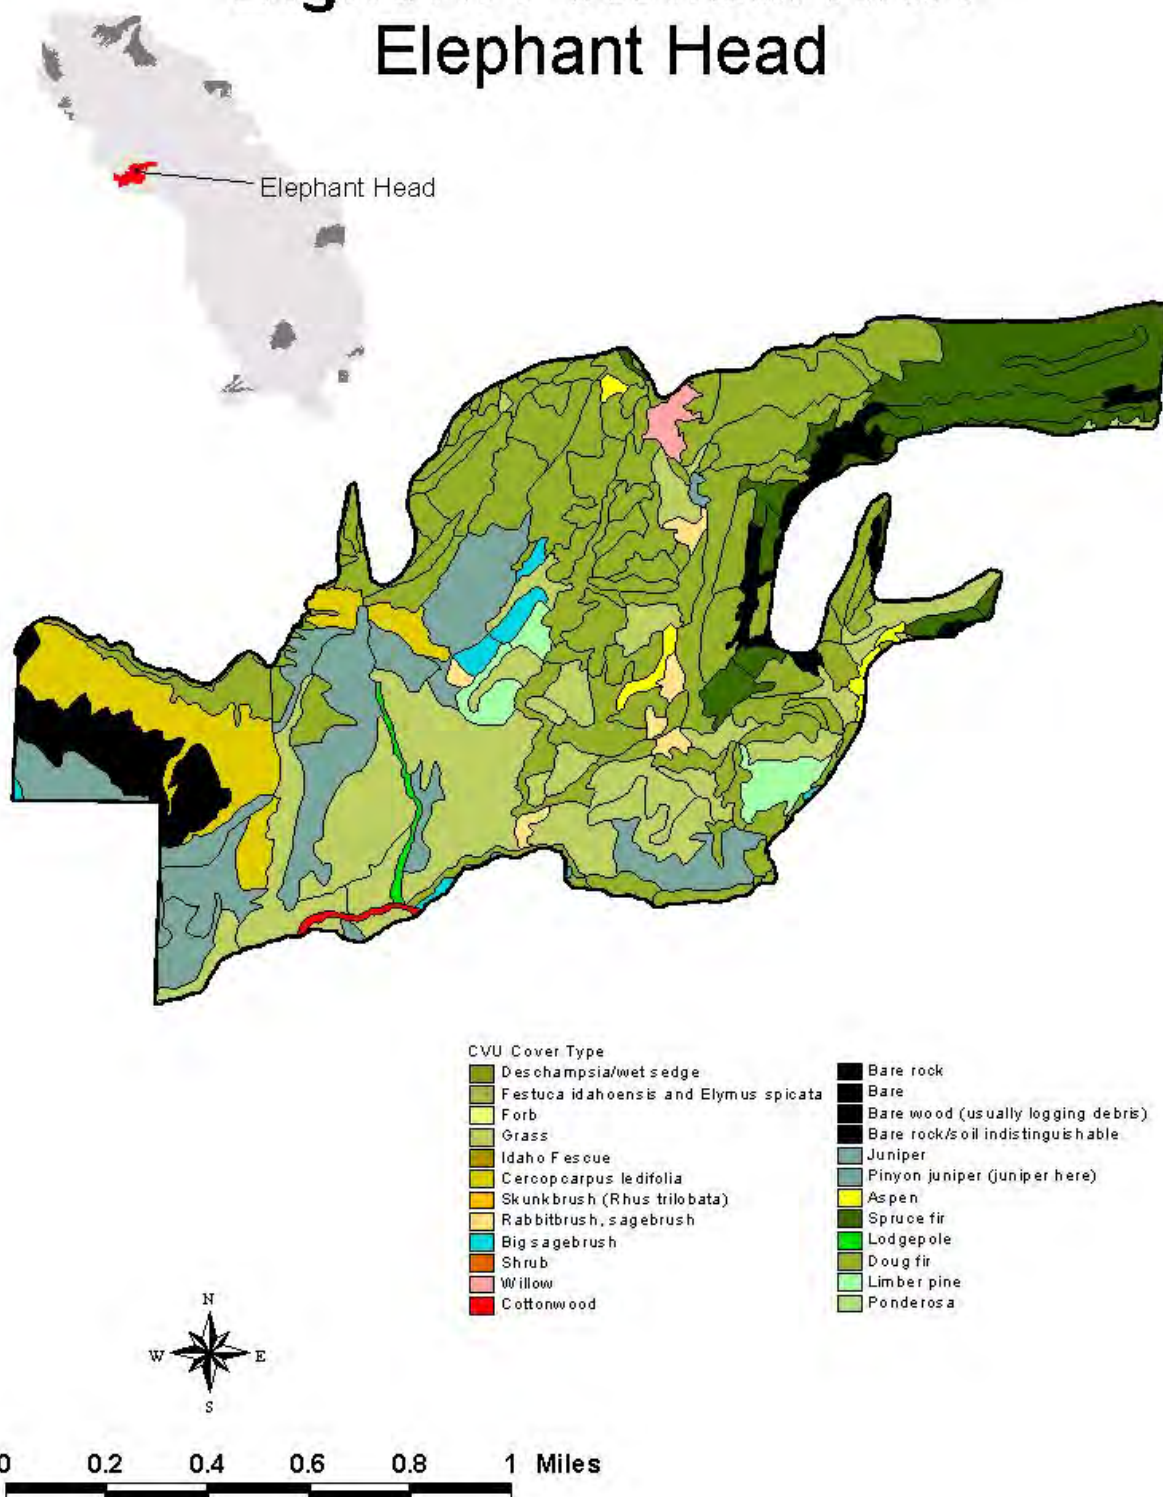 Elephant Head
Elephant Head
CVU Cover Type
Deschampsia/wet sedge
Festuca idahoensis and Elymus spicata
Forb
Grass
Idaho Fescue
Cercopcarpus ledifolia
Skunkbrush (Rhus trilobata)
Rabbitbrush, sagebrush
Big sagebrush
Shrub
Willow
Cottonwood
Bare rock
Bare
Bare wood (usually logging debris)
Bare rock/soil indistinguishable
Juniper
Pinyon juniper (juniper here)
Aspen
Spruce fir
Lodgepole
Doug fir
Limber pine
Ponderosa
N
W E
S
0 0.2 0.4 0.6 0.8 1 Miles